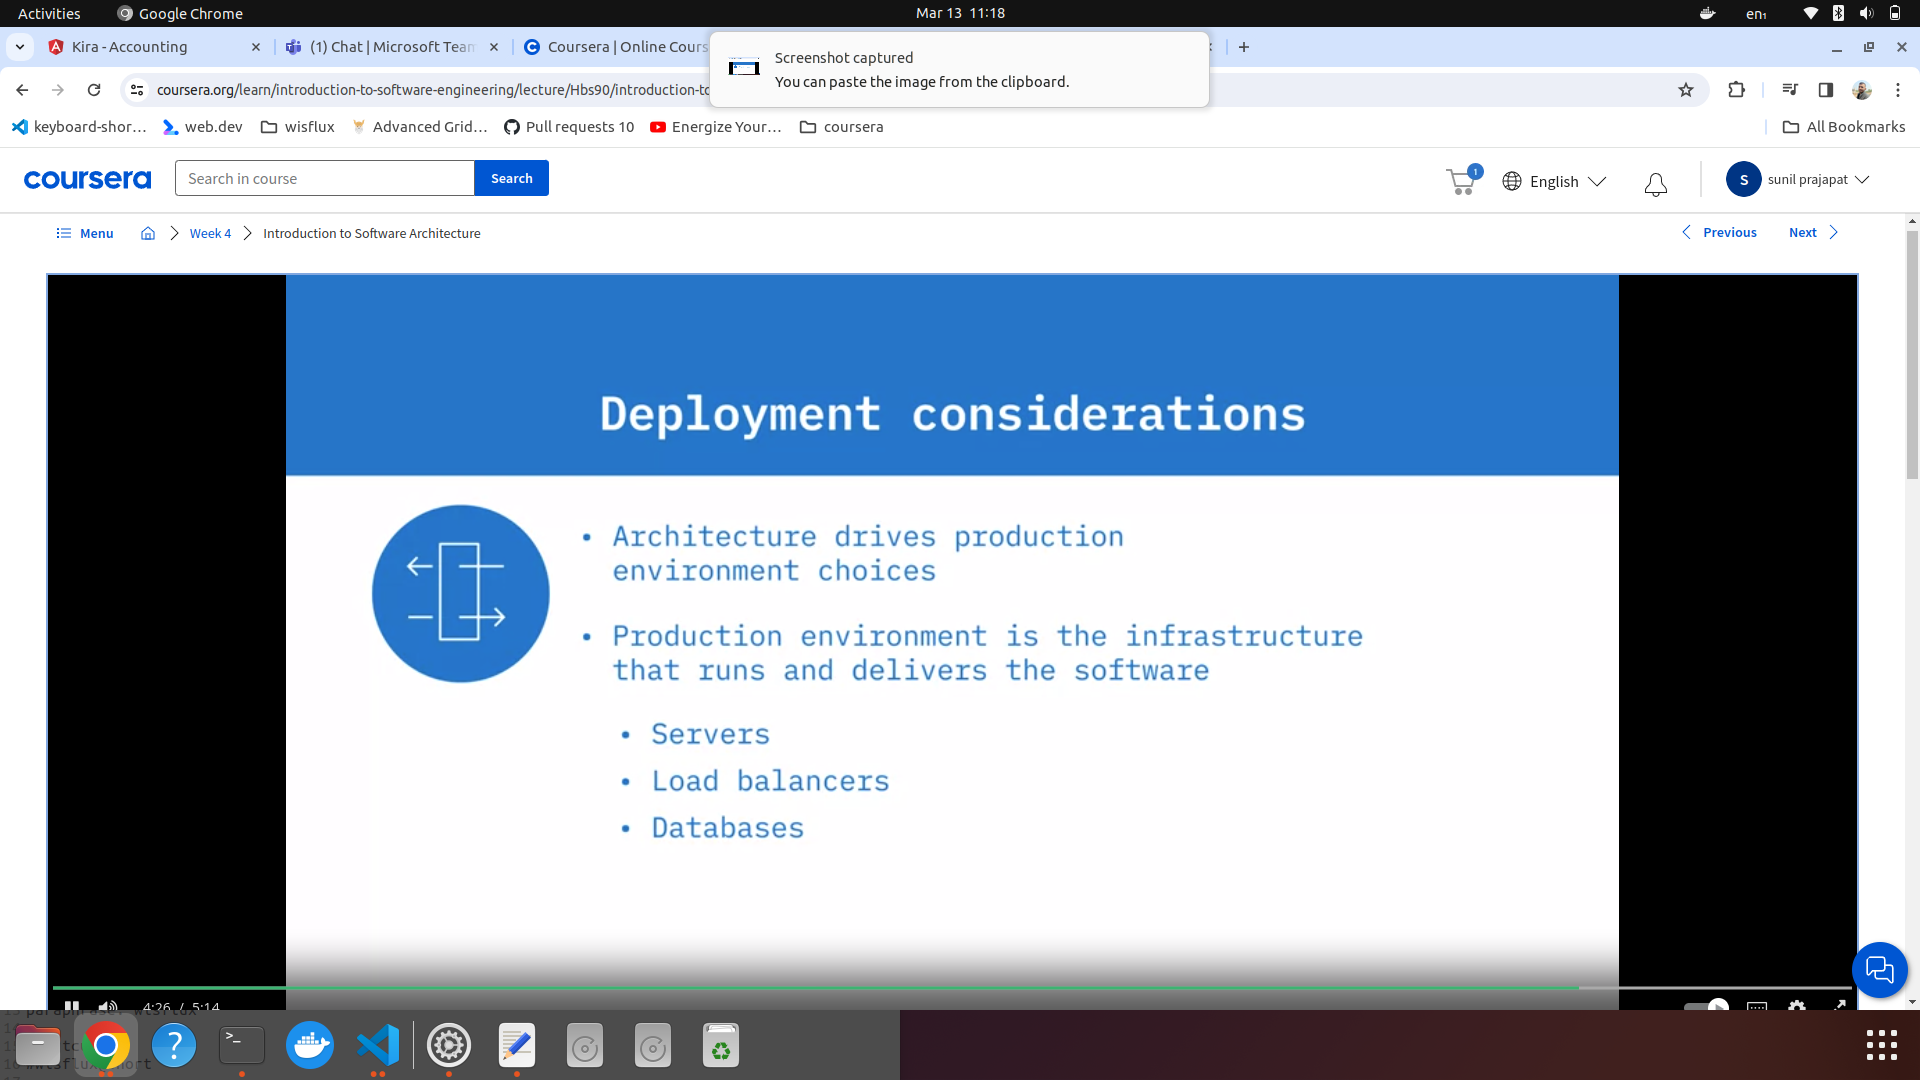 Activities
Google Chrome
Mar 13 11:18
en₁
Kira - Accounting
(1) Chat | Microsoft Team
Coursera | Online Cours
Screenshot captured
You can paste the image from the clipboard.
coursera.org/learn/introduction-to-software-engineering/lecture/Hbs90/introduction-to
keyboard-shor...
web.dev
wisflux
Advanced Grid...
Pull requests 10
Energize Your...
coursera
All Bookmarks
coursera
Search in course
Search
1
English
S
sunil prajapat
Menu
Week 4
Introduction to Software Architecture
Previous
Next
Deployment considerations
• Architecture drives production
environment choices
• Production environment is the infrastructure
that runs and delivers the software
• Servers
• Load balancers
• Databases
4:26 / 5:14